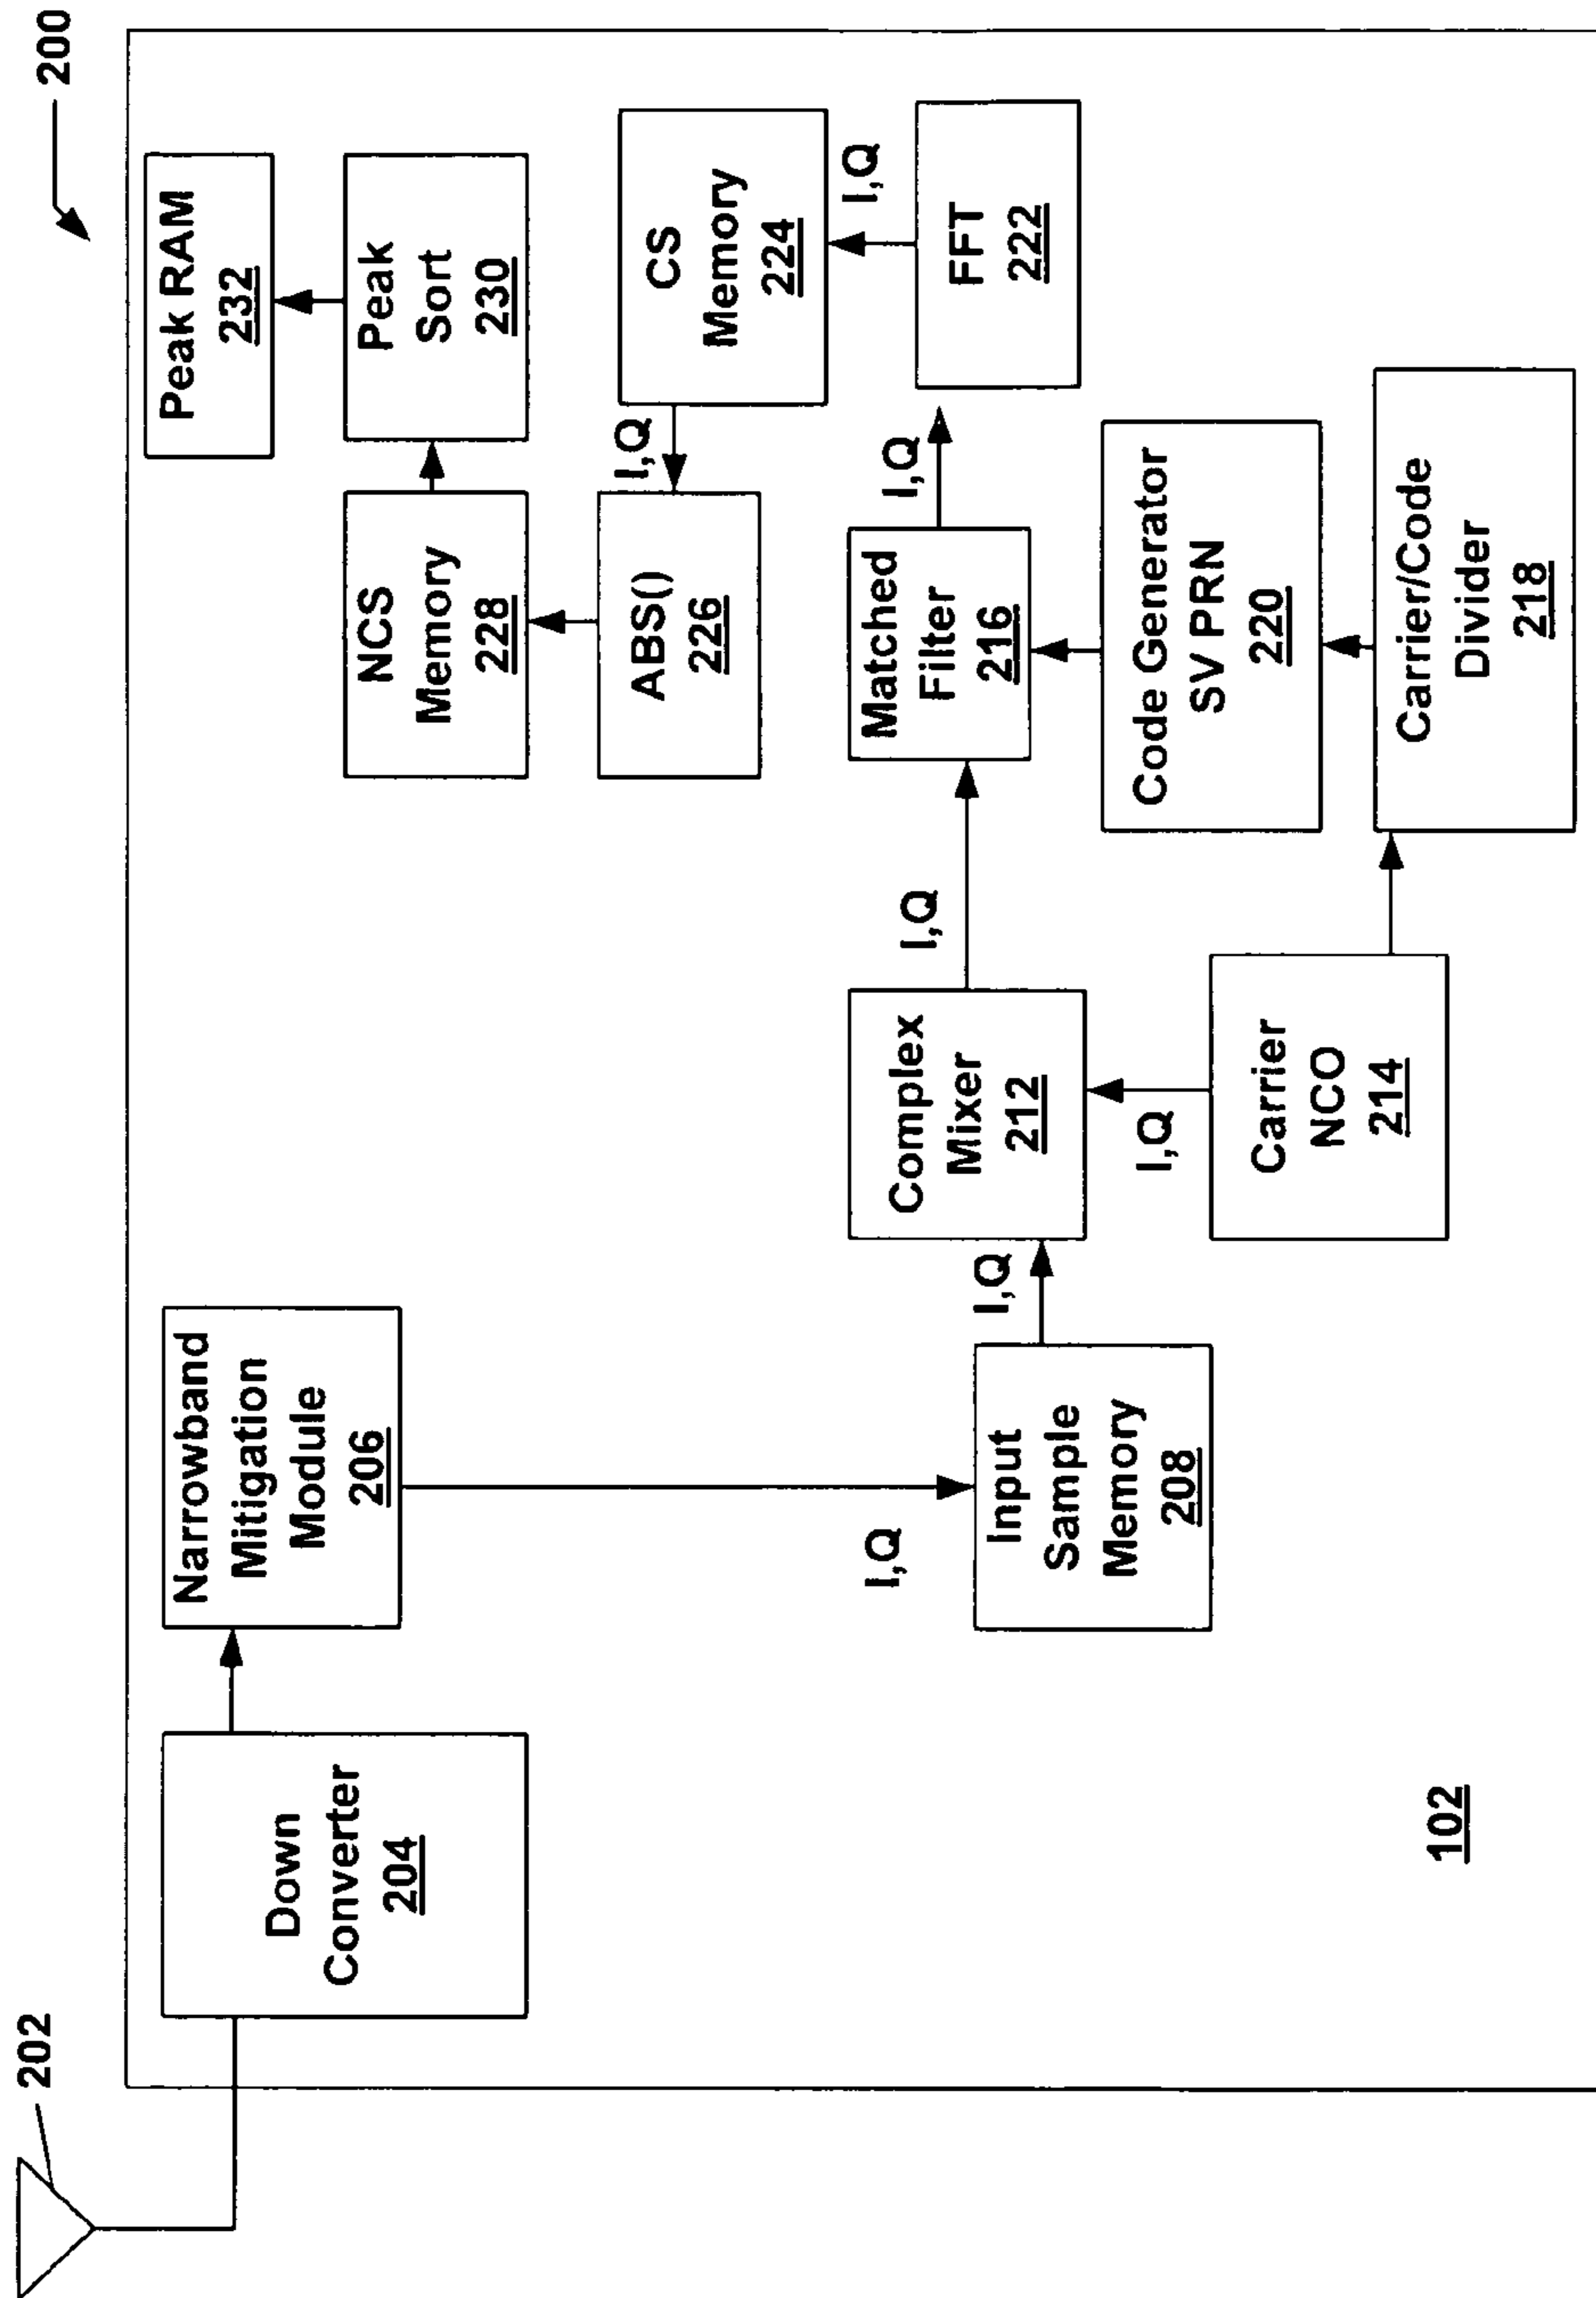 200
202
Down
Converter
204
Narrowband
Mitigation
Module
206
I,Q
Input
Sample
Memory
208
I,Q
Complex
Mixer
212
I,Q
Carrier
NCO
214
I,Q
Matched
Filter
216
Code Generator
SV PRN
220
Carrier/Code
Divider
218
I,Q
FFT
222
I,Q
CS
Memory
224
I,Q
ABS()
226
NCS
Memory
228
Peak
Sort
230
Peak RAM
232
102